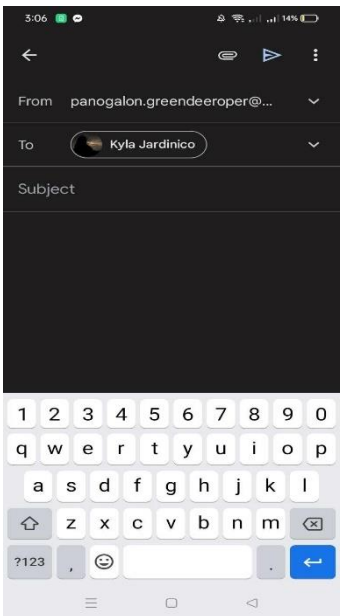 3:06 14%
From panogalon.greendeeroper@...
To Kyla Jardinico
Subject
1 2 3 4 5 6 7 8 9 0
q w e r t y u i o p
a s d f g h j k l
z x c v b n m
?123 , .